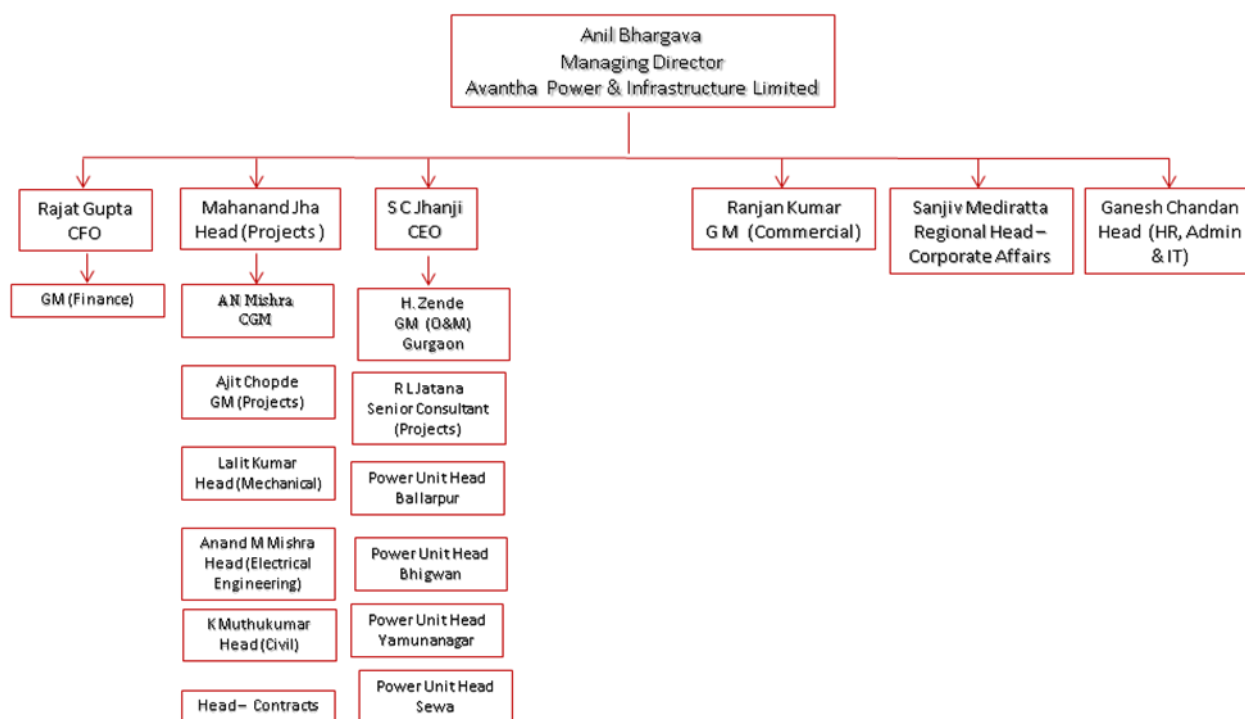 Anil Bhargava
Managing Director
Avantha Power & Infrastructure Limited
Rajat Gupta
CFO
Mahanand Jha
Head (Projects )
S C Jhanji
CEO
Ranjan Kumar
G M (Commercial)
Sanjiv Mediratta
Regional Head –
Corporate Affairs
Ganesh Chandan
Head (HR, Admin
& IT)
GM (Finance)
AN Mishra
CGM
Ajit Chopde
GM (Projects)
Lalit Kumar
Head (Mechanical)
Anand M Mishra
Head (Electrical
Engineering)
K Muthukumar
Head (Civil)
Head – Contracts
H. Zende
GM (O&M)
Gurgaon
R L Jatana
Senior Consultant
(Projects)
Power Unit Head
Ballarpur
Power Unit Head
Bhigwan
Power Unit Head
Yamunanagar
Power Unit Head
Sewa